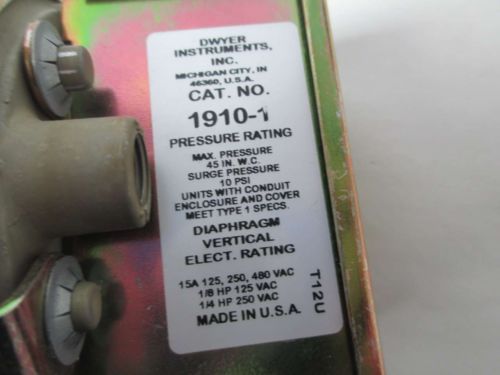 DWYER
INSTRUMENTS,
INC.
MICHIGAN CITY, IN
46360, U.S.A.
CAT. NO.
1910-1
PRESSURE RATING
MAX. PRESSURE
45 IN. W.C.
SURGE PRESSURE
10 PSI
UNITS WITH CONDUIT
ENCLOSURE AND COVER
MEET TYPE 1 SPECS.
DIAPHRAGM
VERTICAL
ELECT. RATING
15A 125, 250, 480 VAC
1/8 HP 125 VAC
1/4 HP 250 VAC
MADE IN U.S.A.
T12U